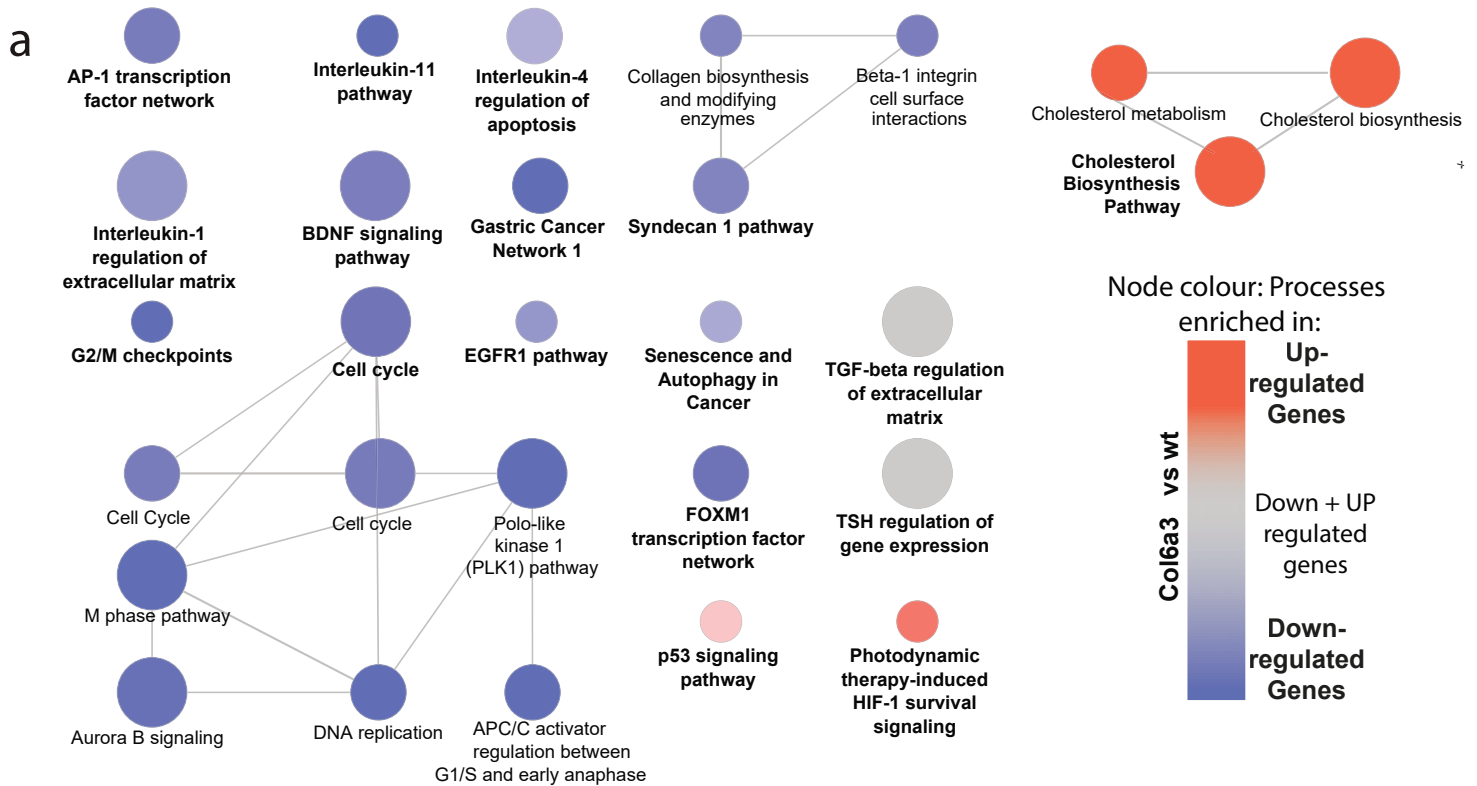 a
AP-1 transcription
factor network
Interleukin-11
pathway
Interleukin-4
regulation of
apoptosis
Collagen biosynthesis
and modifying
enzymes
Beta-1 integrin
cell surface
interactions
Cholesterol metabolism
Cholesterol biosynthesis
Cholesterol
Biosynthesis
Pathway
+
Interleukin-1
regulation of
extracellular matrix
BDNF signaling
pathway
Gastric Cancer
Network 1
Syndecan 1 pathway
G2/M checkpoints
Cell cycle
EGFR1 pathway
Senescence and
Autophagy in
Cancer
TGF-beta regulation
of extracellular
matrix
Cell Cycle
Cell cycle
Polo-like
kinase 1
(PLK1) pathway
FOXM1
transcription factor
network
TSH regulation of
gene expression
M phase pathway
p53 signaling
pathway
Photodynamic
therapy-induced
HIF-1 survival
signaling
Aurora B signaling
DNA replication
APC/C activator
regulation between
G1/S and early anaphase
Node colour: Processes
enriched in:
Up-
regulated
Genes
Col6a3 vs wt
Down + UP
regulated
genes
Down-
regulated
Genes